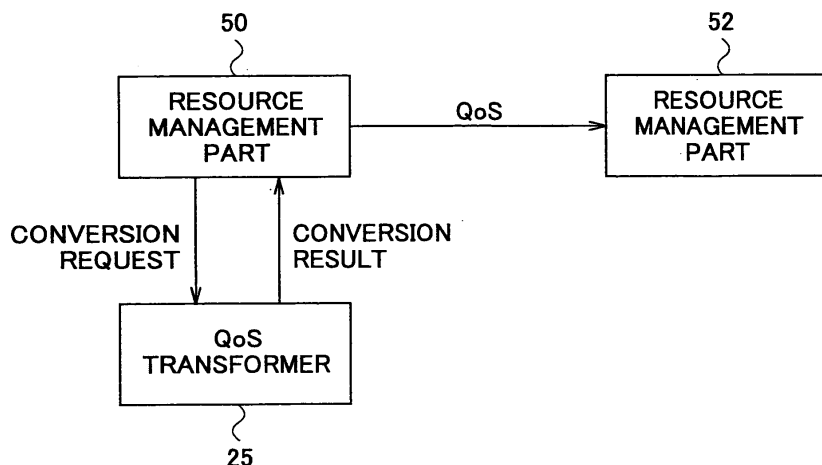 50
52
RESOURCE
MANAGEMENT
PART
QoS
RESOURCE
MANAGEMENT
PART
CONVERSION
REQUEST
CONVERSION
RESULT
QoS
TRANSFORMER
25